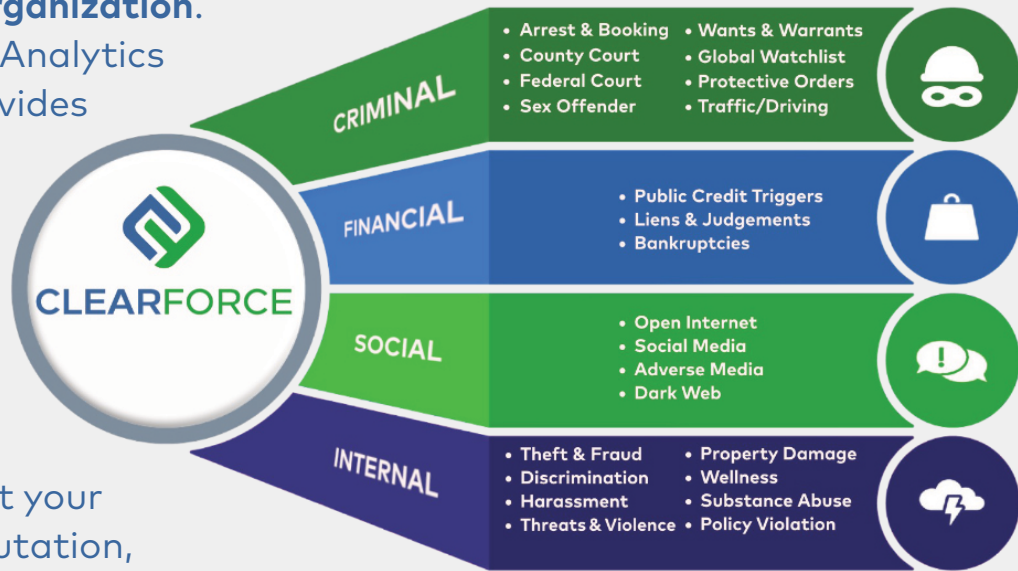 rganization.
Analytics
vides
CLEARFORCE
t your
utation,
CRIMINAL
• Arrest & Booking
• County Court
• Federal Court
• Sex Offender
• Wants & Warrants
• Global Watchlist
• Protective Orders
• Traffic/Driving
FINANCIAL
• Public Credit Triggers
• Liens & Judgements
• Bankruptcies
SOCIAL
• Open Internet
• Social Media
• Adverse Media
• Dark Web
INTERNAL
• Theft & Fraud
• Discrimination
• Harassment
• Threats & Violence
• Property Damage
• Wellness
• Substance Abuse
• Policy Violation